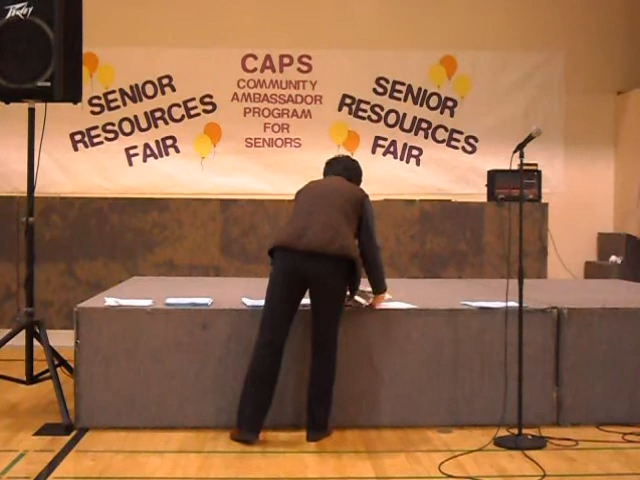 Peavey
SENIOR
RESOURCES
FAIR
CAPS
COMMUNITY
AMBASSADOR
PROGRAM
FOR
SENIORS
SENIOR
RESOURCES
FAIR